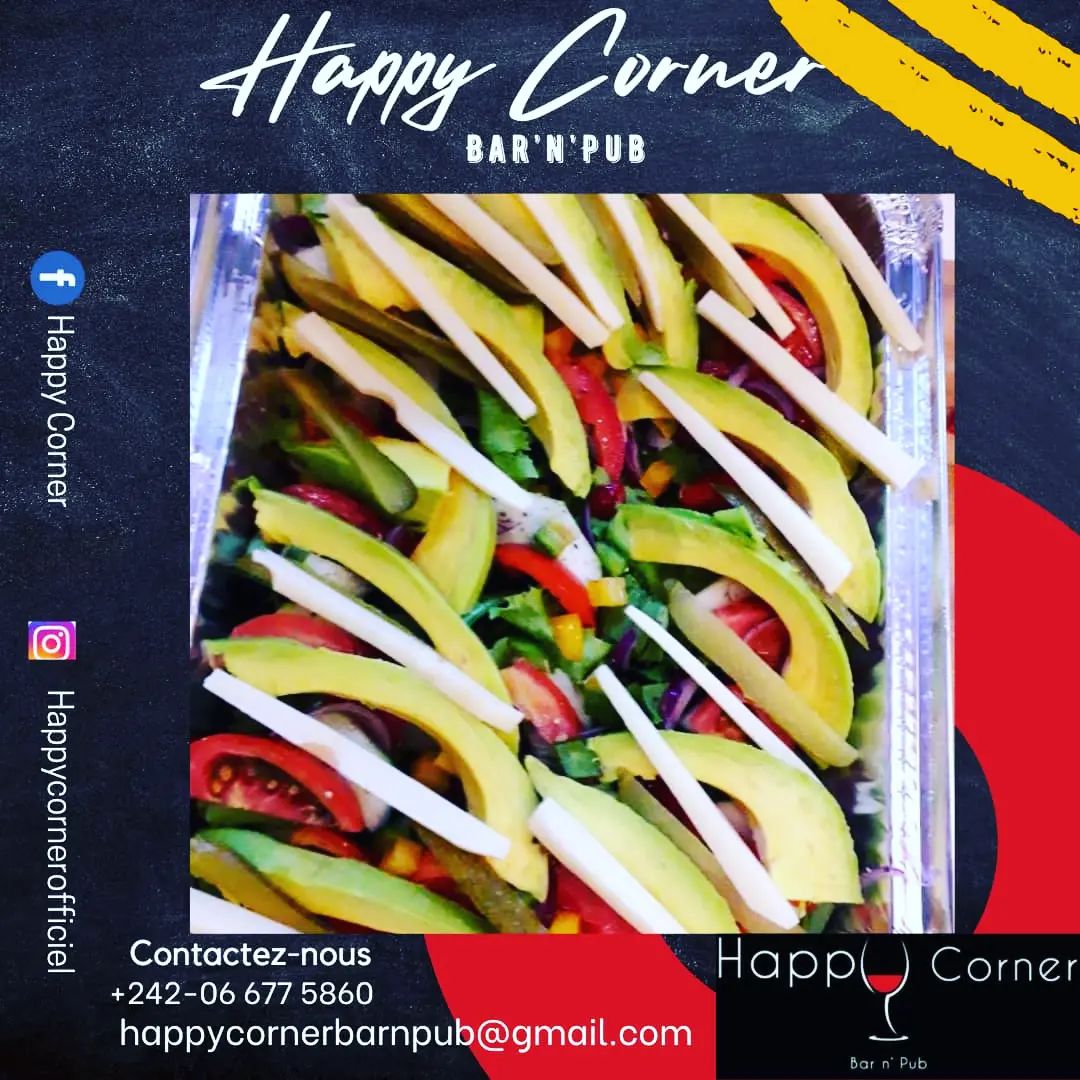 Happy Corner
BAR'N'PUB
Happy Corner
Happycornerofficiel
Contactez-nous
+242-06 677 5860
happycornerbarnpub@gmail.com
Happy Corner
Bar n' Pub